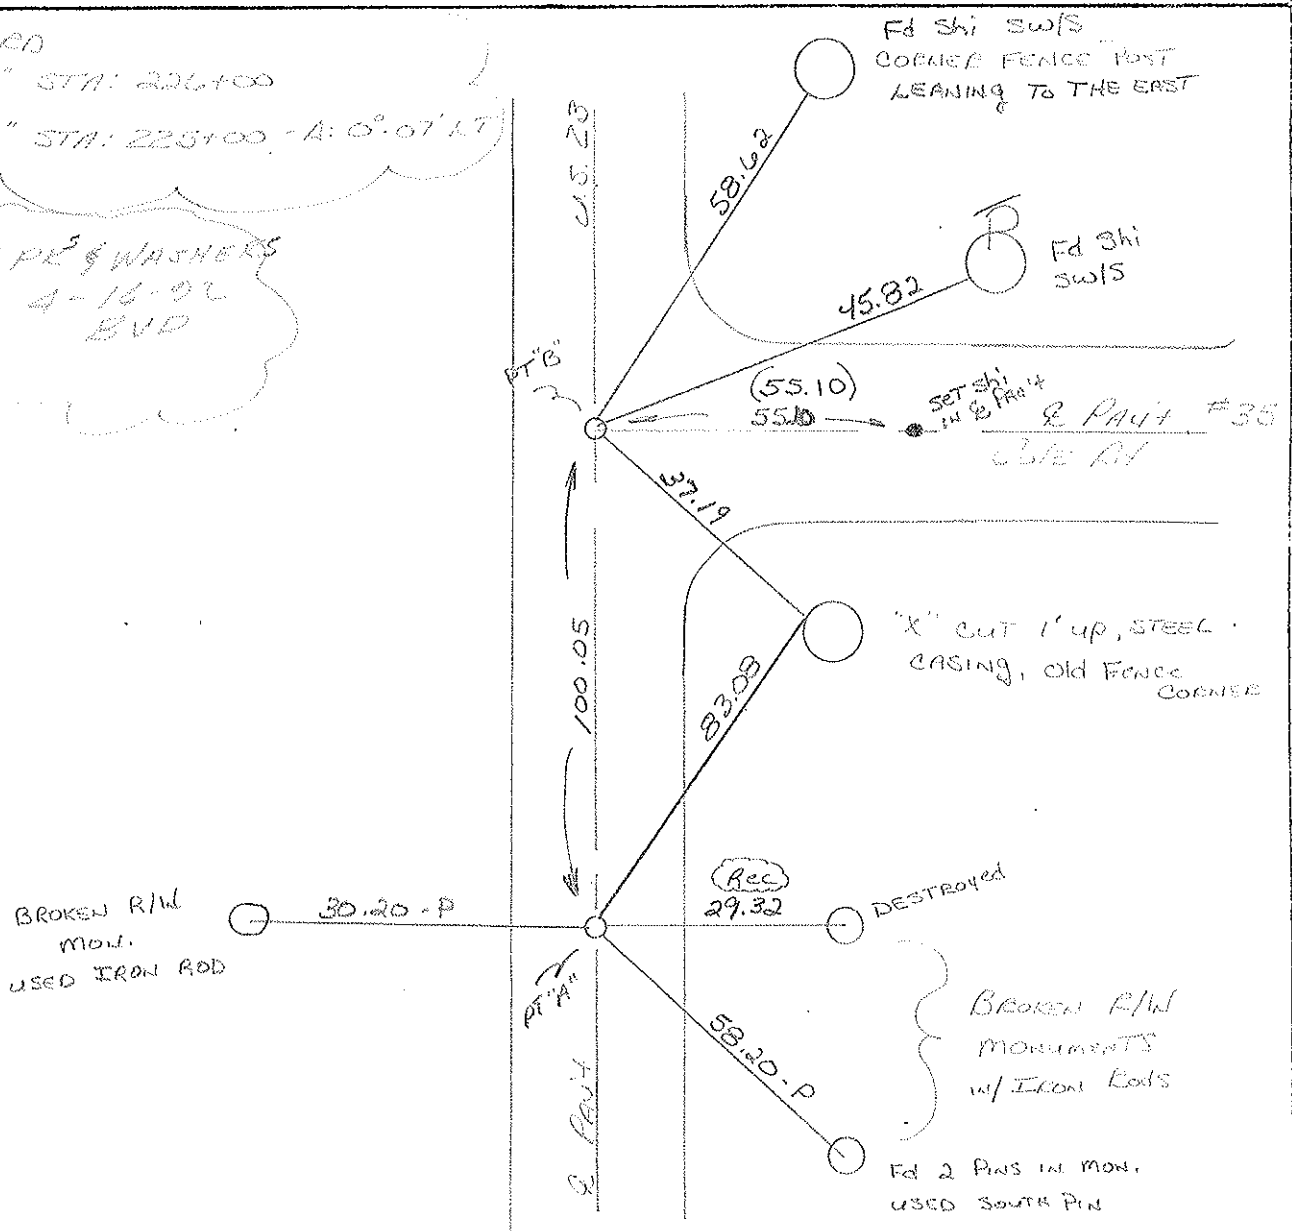 " STA: 226+00
" STA: 225+00 - A: 0°-07' LT
PKS & WASHERS
4-16-92
BVD
U.S. 23
Fd Shi SW/S
CORNER FENCE POST
LEANING TO THE EAST
58.62
P
Fd Shi
SW/S
45.82
PT "B"
(55.10)
55.10
SET Shi
IN ℄ PAV't
℄ PAV't #35
37.19
100.05
"X" CUT 1' UP, STEEL
CASING, Old FENCE
CORNER
83.08
BROKEN R/W
MON.
USED IRON ROD
30.20 - P
(Rec)
29.32
DESTROYed
PT "A"
58.20 - P
BROKEN R/W
MONUMENTS
w/ IRON Rods
℄ PAV't
Fd 2 PINS IN MON.
USED SOUTH PIN